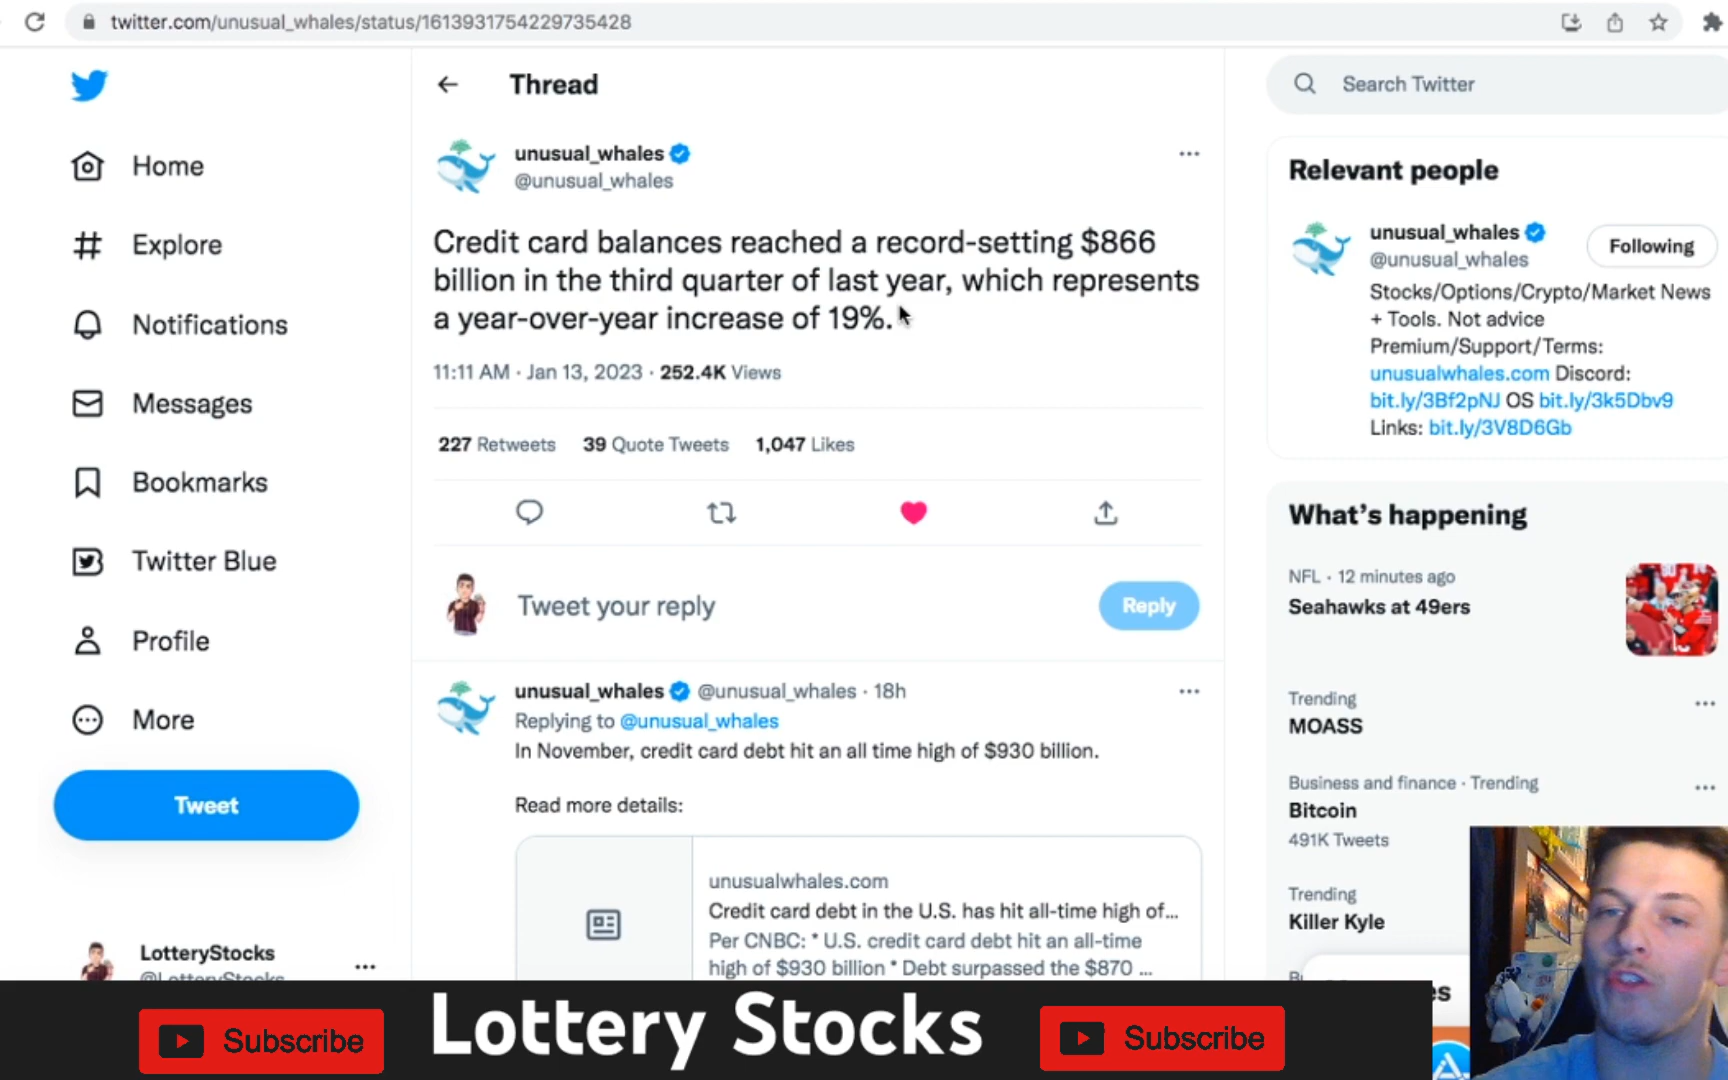 twitter.com/unusual_whales/status/1613931754229735428
Home
Explore
Notifications
Messages
Bookmarks
Twitter Blue
Profile
More
Tweet
LotteryStocks
@LotteryStocks
Thread
unusual_whales
@unusual_whales
Credit card balances reached a record-setting $866
billion in the third quarter of last year, which represents
a year-over-year increase of 19%.
11:11 AM · Jan 13, 2023 · 252.4K Views
227 Retweets 39 Quote Tweets 1,047 Likes
Tweet your reply
Reply
unusual_whales @unusual_whales · 18h
Replying to @unusual_whales
In November, credit card debt hit an all time high of $930 billion.
Read more details:
unusualwhales.com
Credit card debt in the U.S. has hit all-time high of...
Per CNBC: * U.S. credit card debt hit an all-time
high of $930 billion * Debt surpassed the $870 ...
Search Twitter
Relevant people
unusual_whales
@unusual_whales
Following
Stocks/Options/Crypto/Market News
+ Tools. Not advice
Premium/Support/Terms:
unusualwhales.com Discord:
bit.ly/3Bf2pNJ OS bit.ly/3k5Dbv9
Links: bit.ly/3V8D6Gb
What's happening
NFL · 12 minutes ago
Seahawks at 49ers
Trending
MOASS
Business and finance · Trending
Bitcoin
491K Tweets
Trending
Killer Kyle
Subscribe
Lottery Stocks
Subscribe